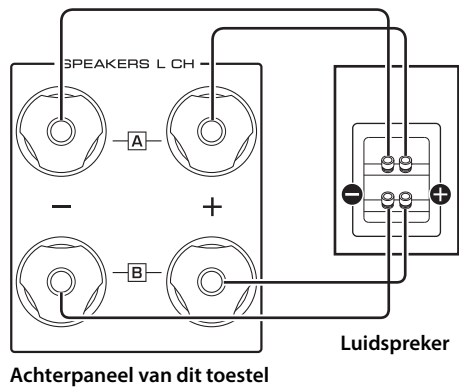 SPEAKERS L CH
A
− +
− +
B
Luidspreker
Achterpaneel van dit toestel